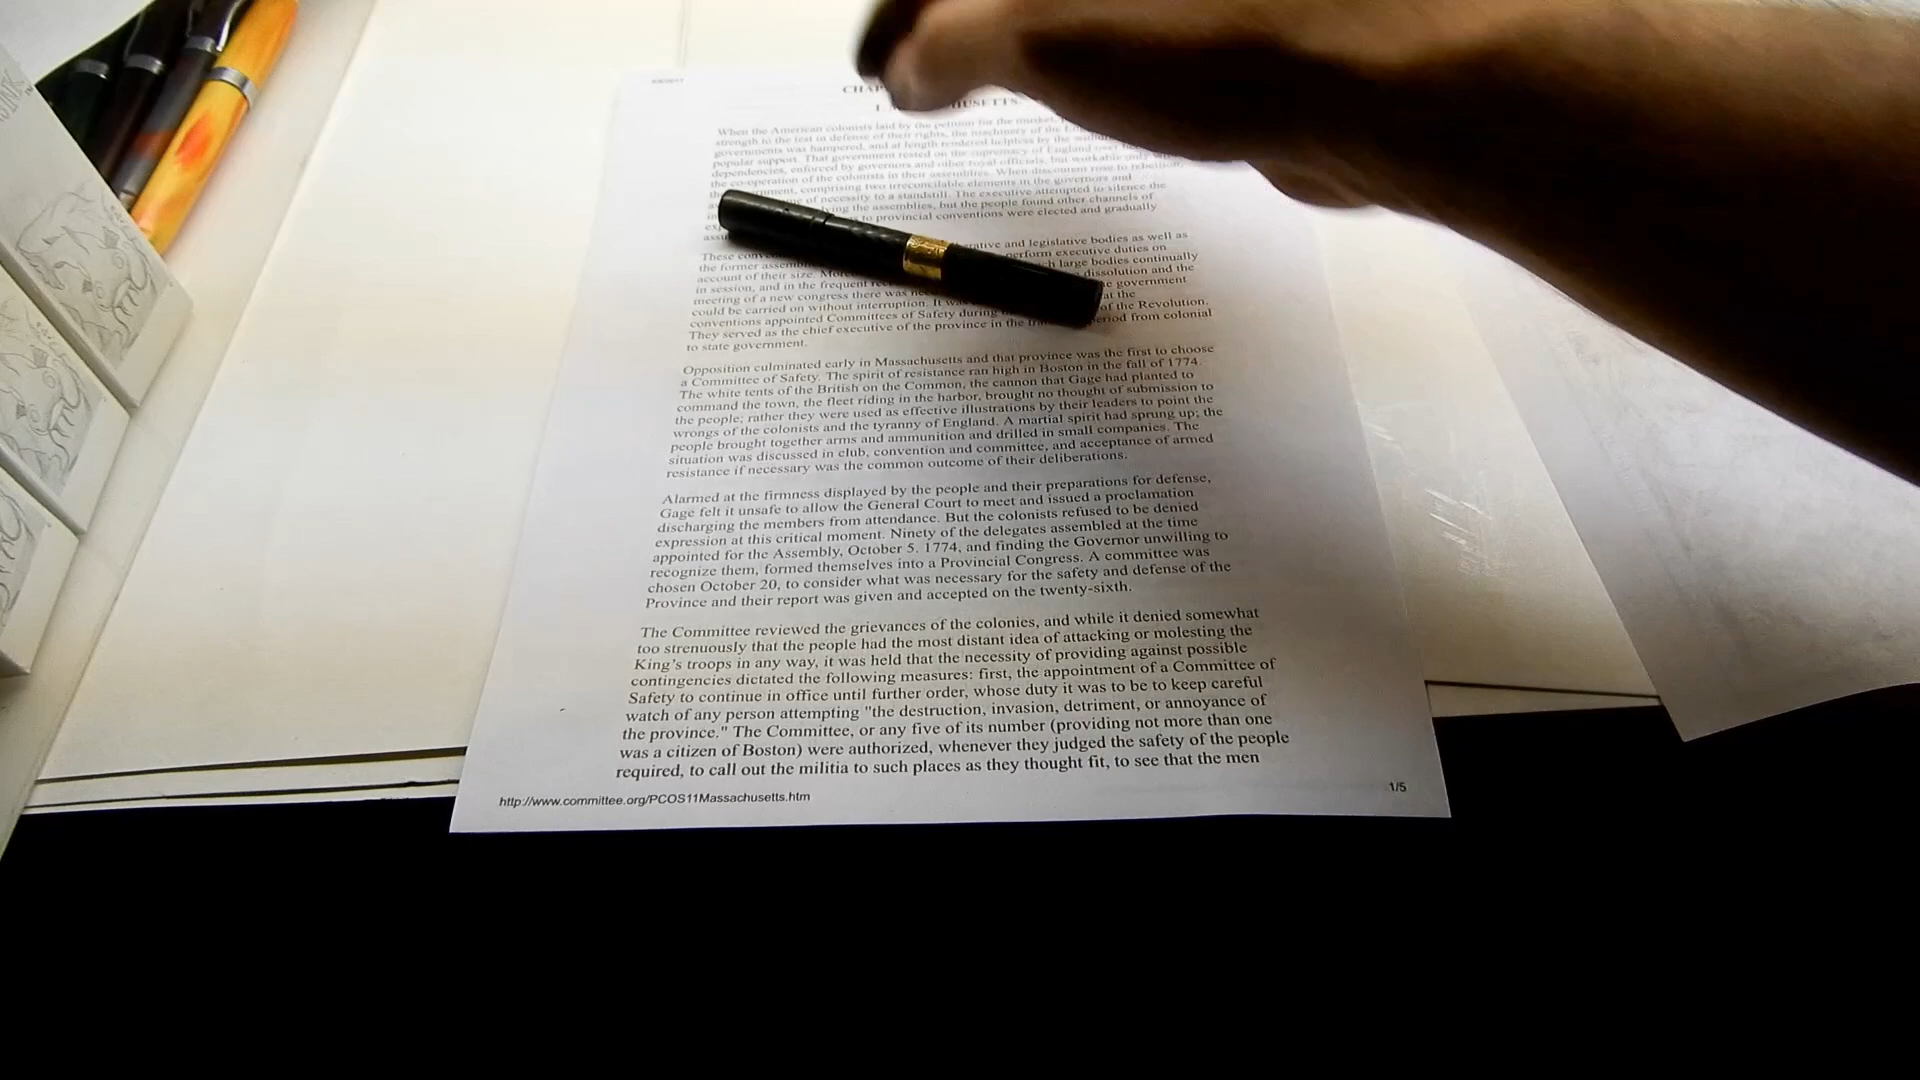 CHAP
I. HUSETTS.
When the American colonists laid by the petition for the musket,
strength to the test in defense of their rights, the machinery of the
governments was hampered, and at length rendered helpless by the
popular support. That government rested on the supremacy of England over
dependencies, enforced by governors and other royal officials, but workable only
the co-operation of the colonists in their assemblies. When discontent rose to rebellion,
the comprising two irreconcilable elements in the governors and
of necessity to a standstill. The executive attempted to silence the
the assemblies, but the people found other channels of
to provincial conventions were elected and gradually
and legislative bodies as well as
These perform executive duties on
the former large bodies continually
account of their size. dissolution and the
in session, and in the frequent government
meeting of a new congress there was at the
could be carried on without interruption. It of the Revolution.
conventions appointed Committees of Safety during period from colonial
They served as the chief executive of the province in the
to state government.
Opposition culminated early in Massachusetts and that province was the first to choose
a Committee of Safety. The spirit of resistance ran high in Boston in the fall of 1774.
The white tents of the British on the Common, the cannon that Gage had planted to
command the town, the fleet riding in the harbor, brought no thought of submission to
the people; rather they were used as effective illustrations by their leaders to point the
wrongs of the colonists and the tyranny of England. A martial spirit had sprung up; the
people brought together arms and ammunition and drilled in small companies. The
situation was discussed in club, convention and committee, and acceptance of armed
resistance if necessary was the common outcome of their deliberations.
Alarmed at the firmness displayed by the people and their preparations for defense,
Gage felt it unsafe to allow the General Court to meet and issued a proclamation
discharging the members from attendance. But the colonists refused to be denied
expression at this critical moment. Ninety of the delegates assembled at the time
appointed for the Assembly, October 5. 1774, and finding the Governor unwilling to
recognize them, formed themselves into a Provincial Congress. A committee was
chosen October 20, to consider what was necessary for the safety and defense of the
Province and their report was given and accepted on the twenty-sixth.
The Committee reviewed the grievances of the colonies, and while it denied somewhat
too strenuously that the people had the most distant idea of attacking or molesting the
King's troops in any way, it was held that the necessity of providing against possible
contingencies dictated the following measures: first, the appointment of a Committee of
Safety to continue in office until further order, whose duty it was to be to keep careful
watch of any person attempting "the destruction, invasion, detriment, or annoyance of
the province." The Committee, or any five of its number (providing not more than one
was a citizen of Boston) were authorized, whenever they judged the safety of the people
required, to call out the militia to such places as they thought fit, to see that the men
http://www.committee.org/PCOS11Massachusetts.htm 1/5